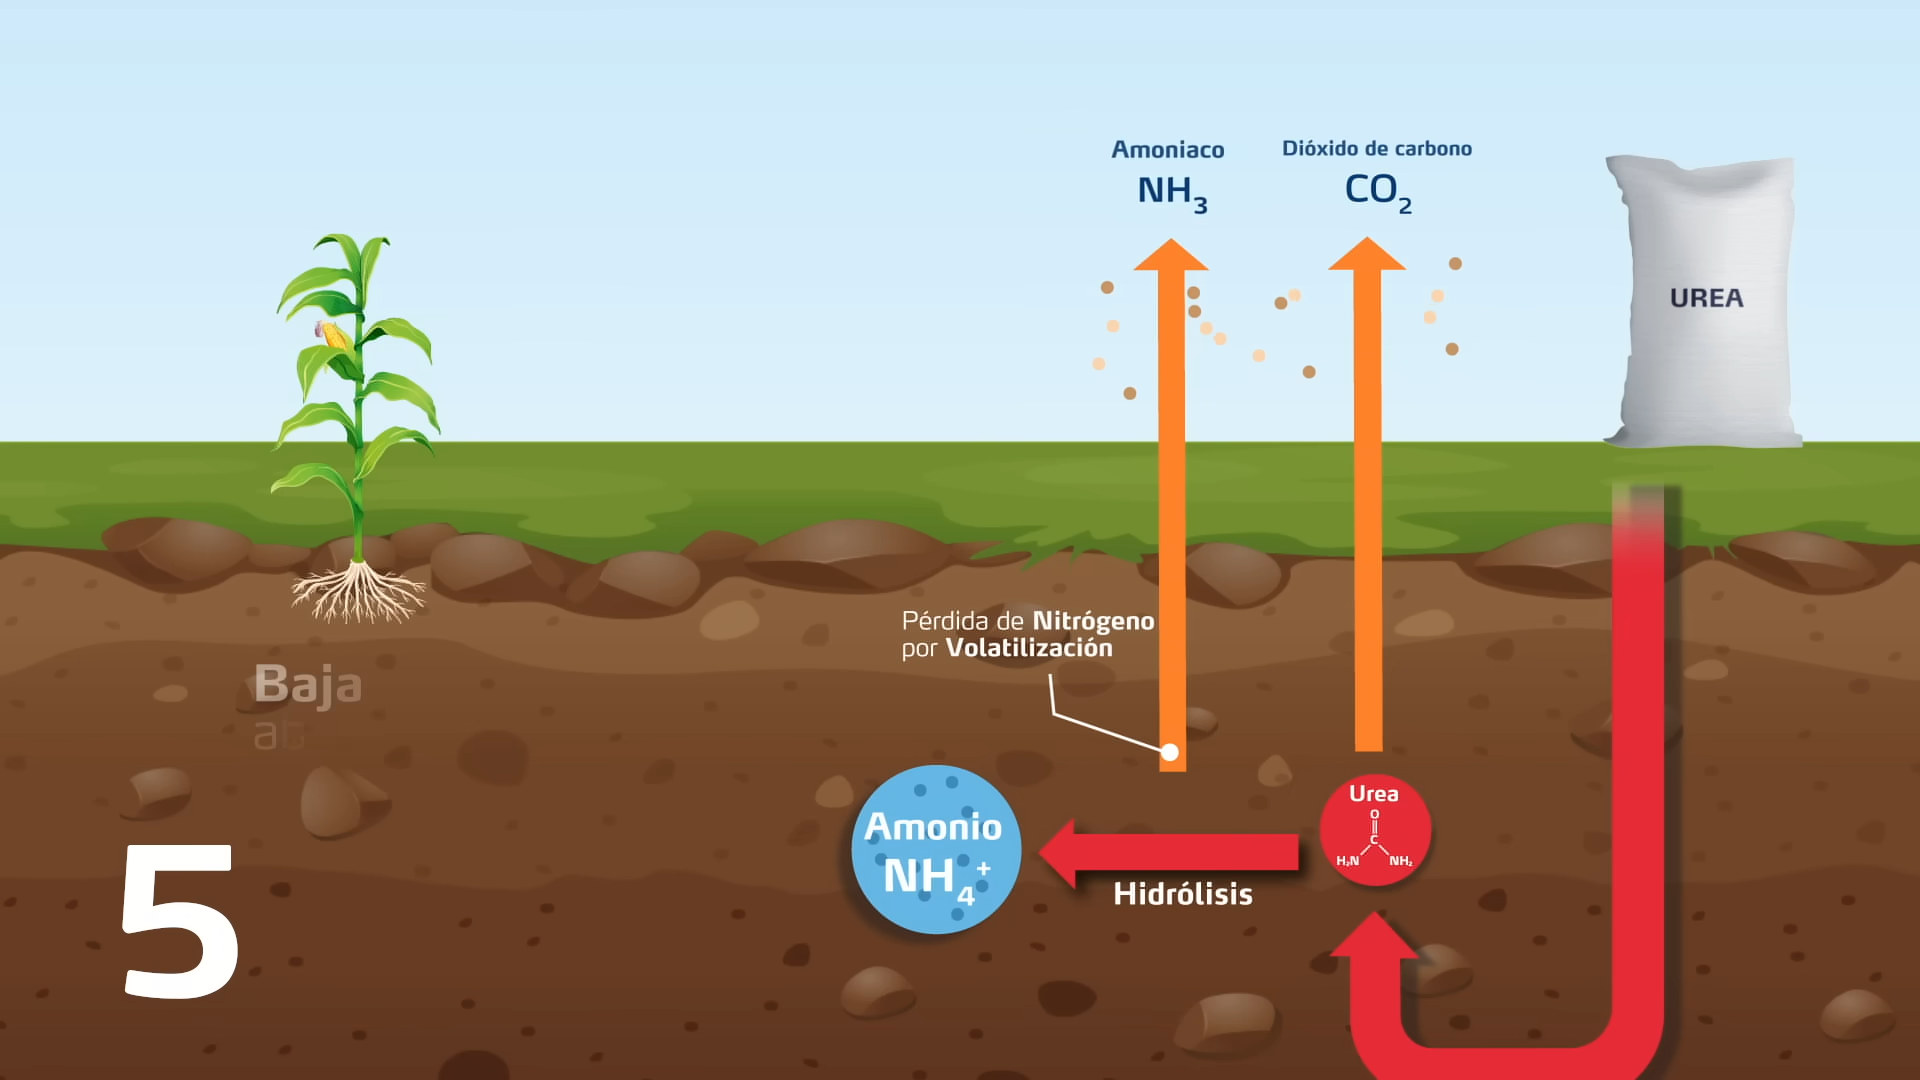 Amoniaco
NH3
Dióxido de carbono
CO2
UREA
Pérdida de Nitrógeno
por Volatilización
Baja
Amonio
NH4+
Hidrólisis
Urea
O
C
H₂N
NH₂
5